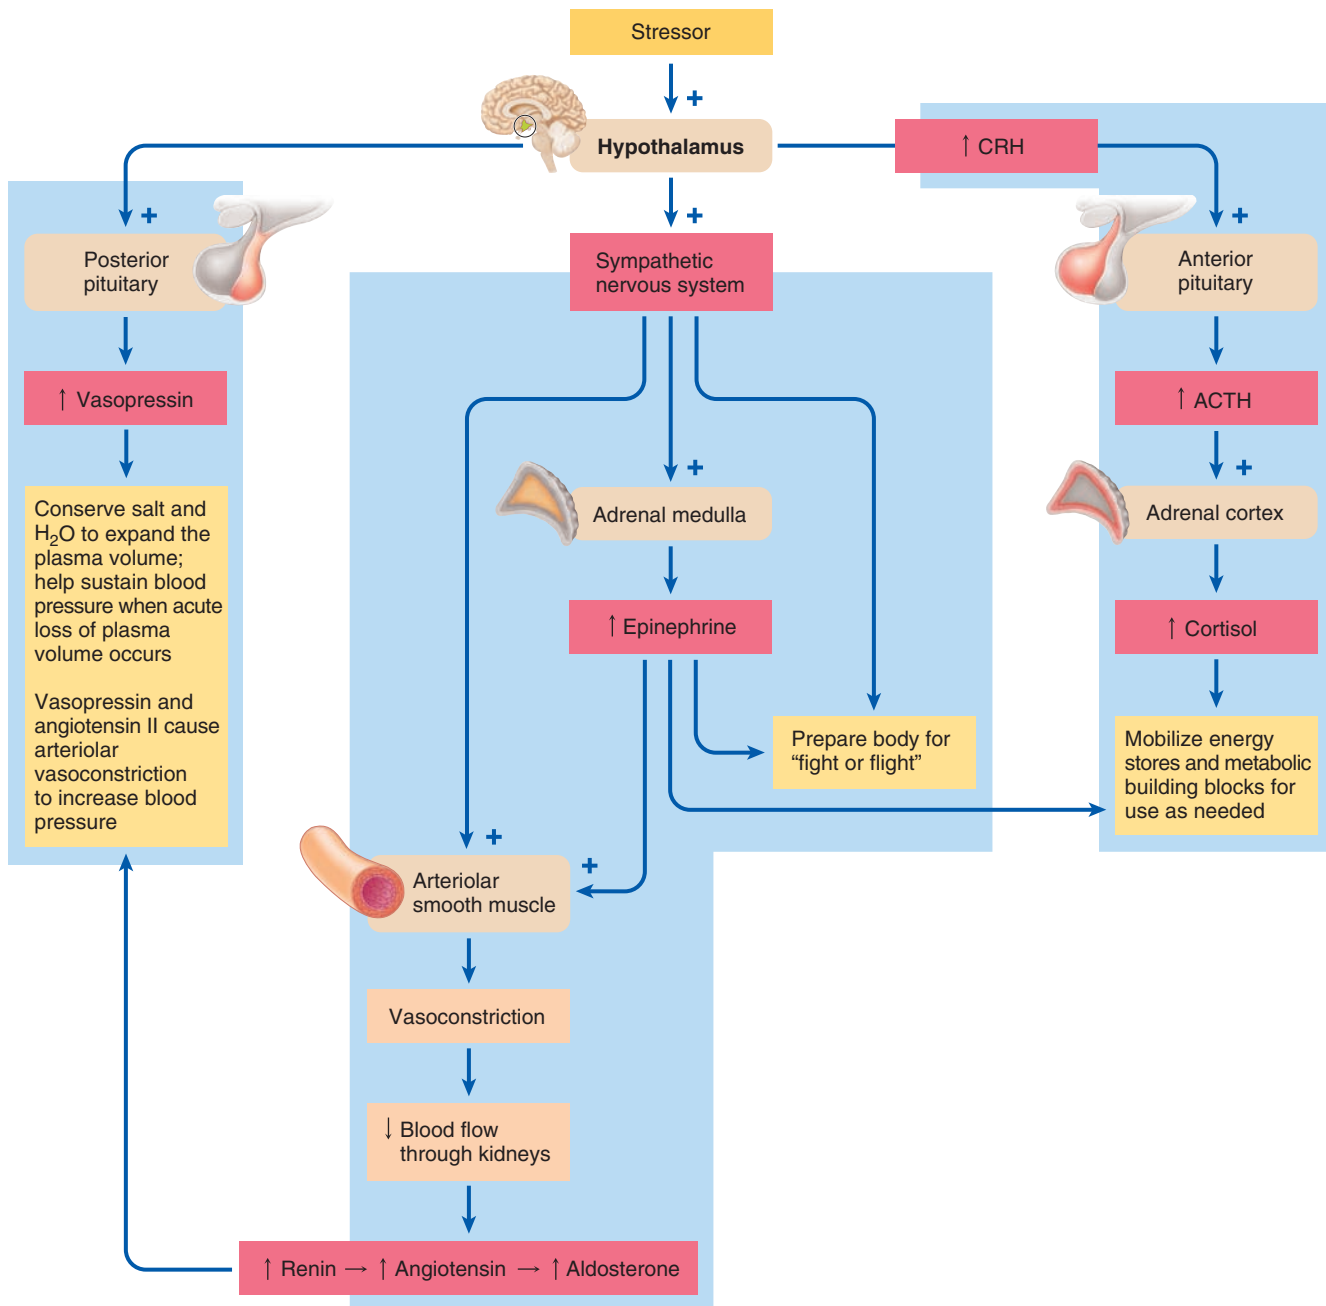 Stressor
+
Hypothalamus
↑ CRH
+
+
+
Posterior
pituitary
Sympathetic
nervous system
Anterior
pituitary
↑ Vasopressin
↑ ACTH
+
+
Conserve salt and
H₂O to expand the
plasma volume;
help sustain blood
pressure when acute
loss of plasma
volume occurs
Vasopressin and
angiotensin II cause
arteriolar
vasoconstriction
to increase blood
pressure
Adrenal medulla
Adrenal cortex
↑ Epinephrine
↑ Cortisol
Prepare body for
“fight or flight”
Mobilize energy
stores and metabolic
building blocks for
use as needed
+
+
Arteriolar
smooth muscle
Vasoconstriction
↓ Blood flow
through kidneys
↑ Renin → ↑ Angiotensin → ↑ Aldosterone